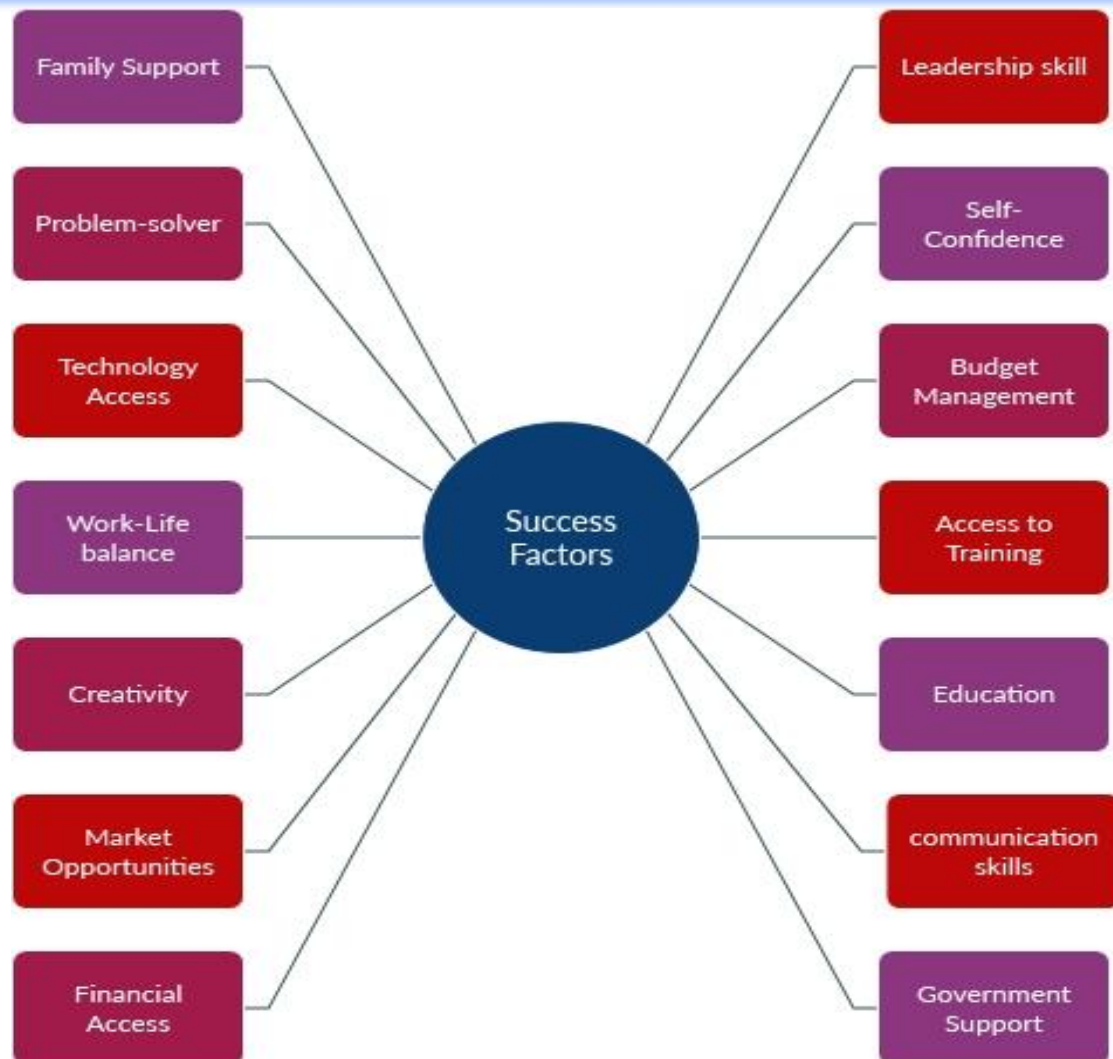 Family Support
Problem-solver
Technology
Access
Work-Life
balance
Creativity
Market
Opportunities
Financial
Access
Success
Factors
Leadership skill
Self-
Confidence
Budget
Management
Access to
Training
Education
communication
skills
Government
Support